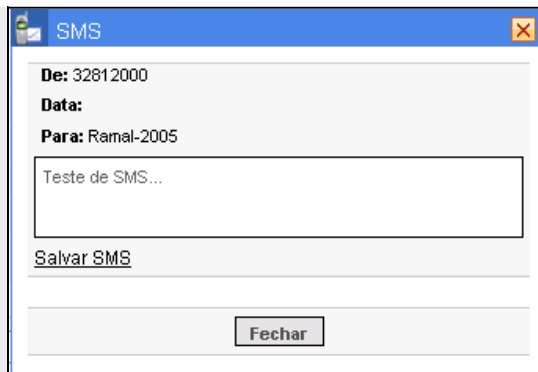 SMS
De: 32812000
Data:
Para: Ramal-2005
Teste de SMS...
Salvar SMS
Fechar